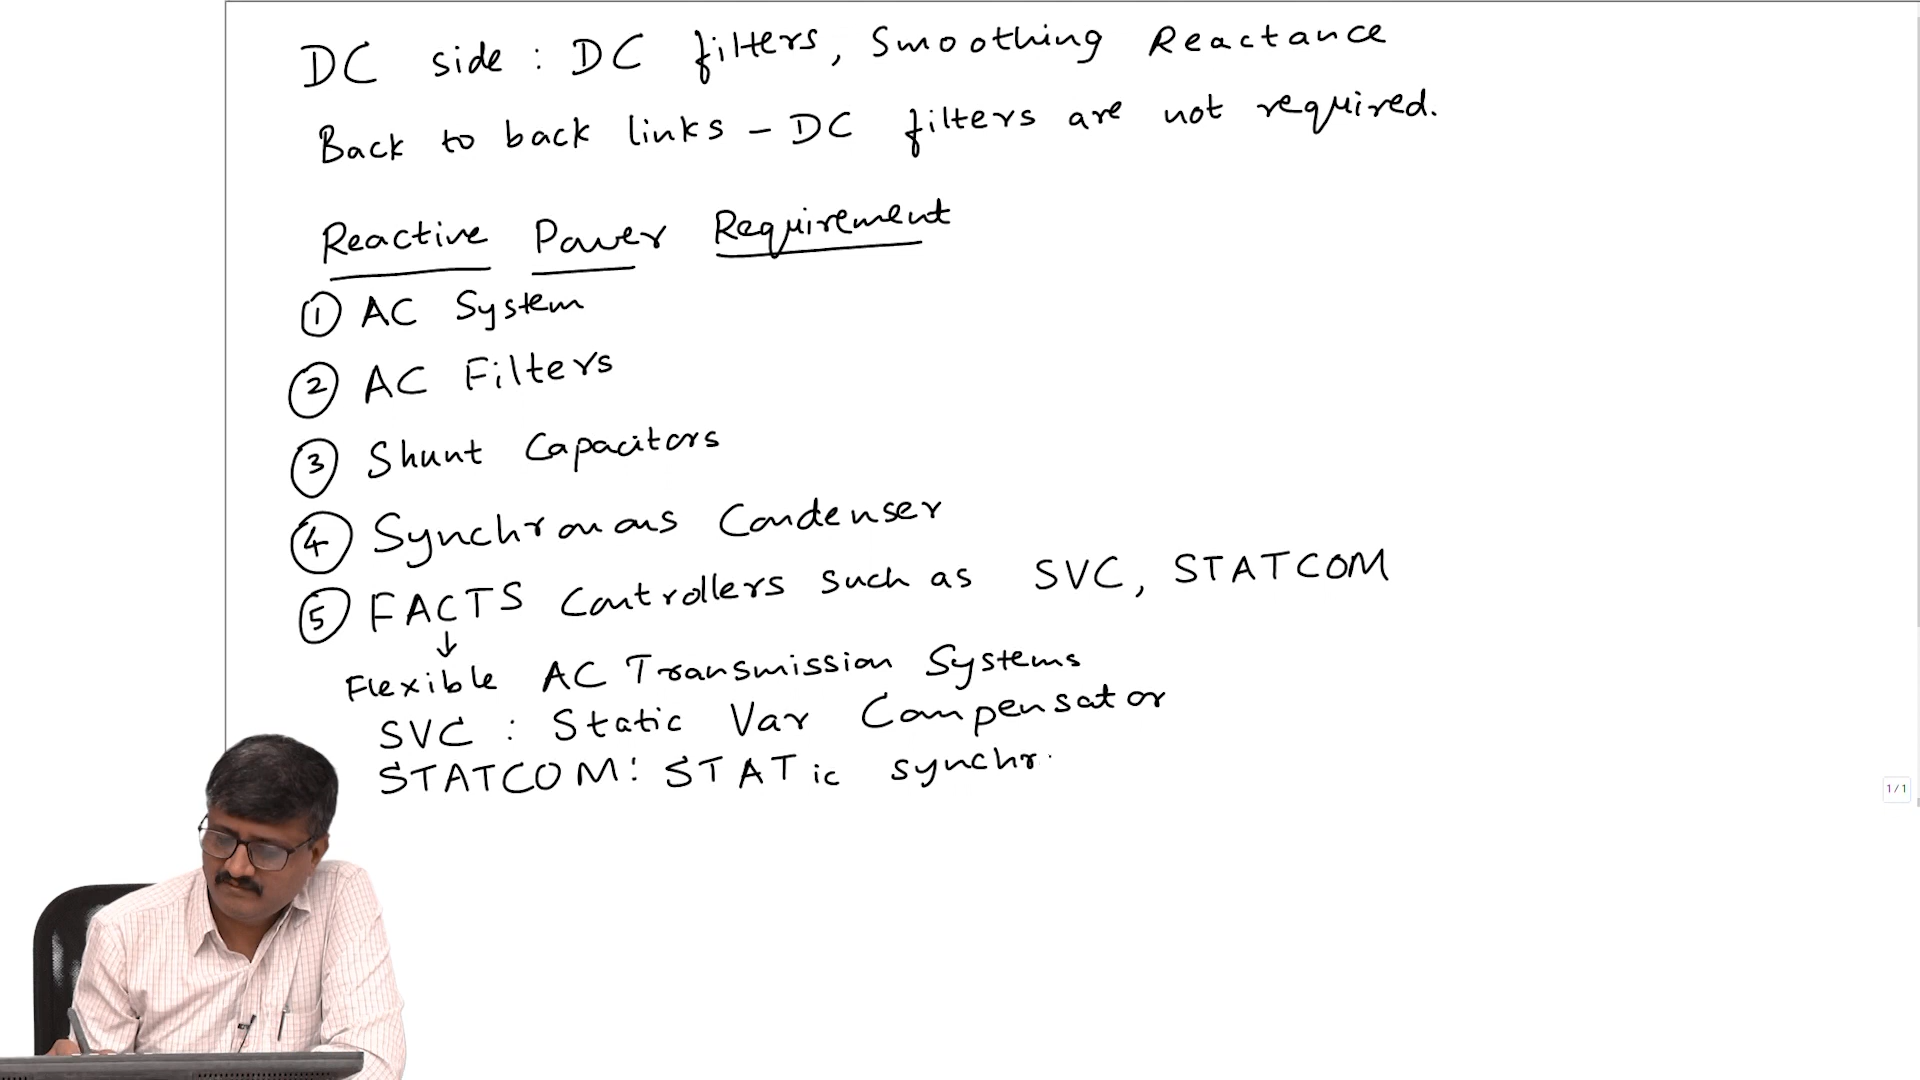 DC side : DC filters, Smoothing Reactance
Back to back links - DC filters are not required.
Reactive Power Requirement
① AC System
② AC Filters
③ Shunt Capacitors
④ Synchronous Condenser
⑤ FACTS Controllers such as SVC, STATCOM
↓
Flexible AC Transmission Systems
SVC : Static Var Compensator
STATCOM: STATic synchr
1/1